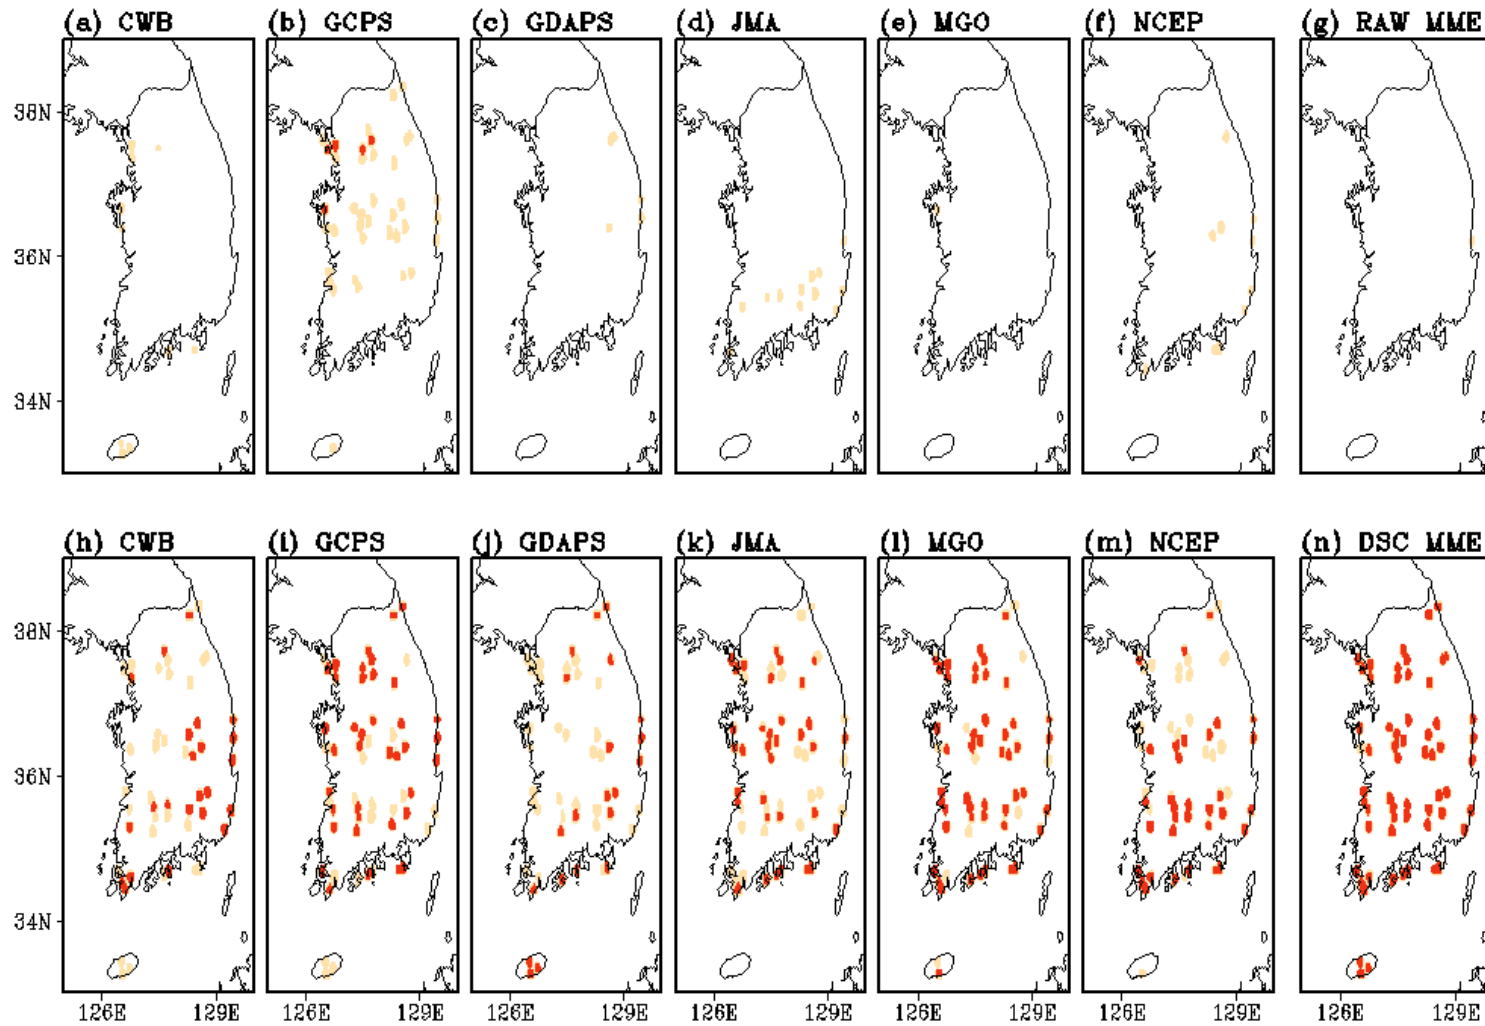 (a) CWB
(b) GCPS
(c) GDAPS
(d) JMA
(e) MGO
(f) NCEP
(g) RAW MME
38N
36N
34N
(h) CWB
(i) GCPS
(j) GDAPS
(k) JMA
(l) MGO
(m) NCEP
(n) DSC MME
38N
36N
34N
126E 129E 126E 129E 126E 129E 126E 129E 126E 129E 126E 129E 126E 129E